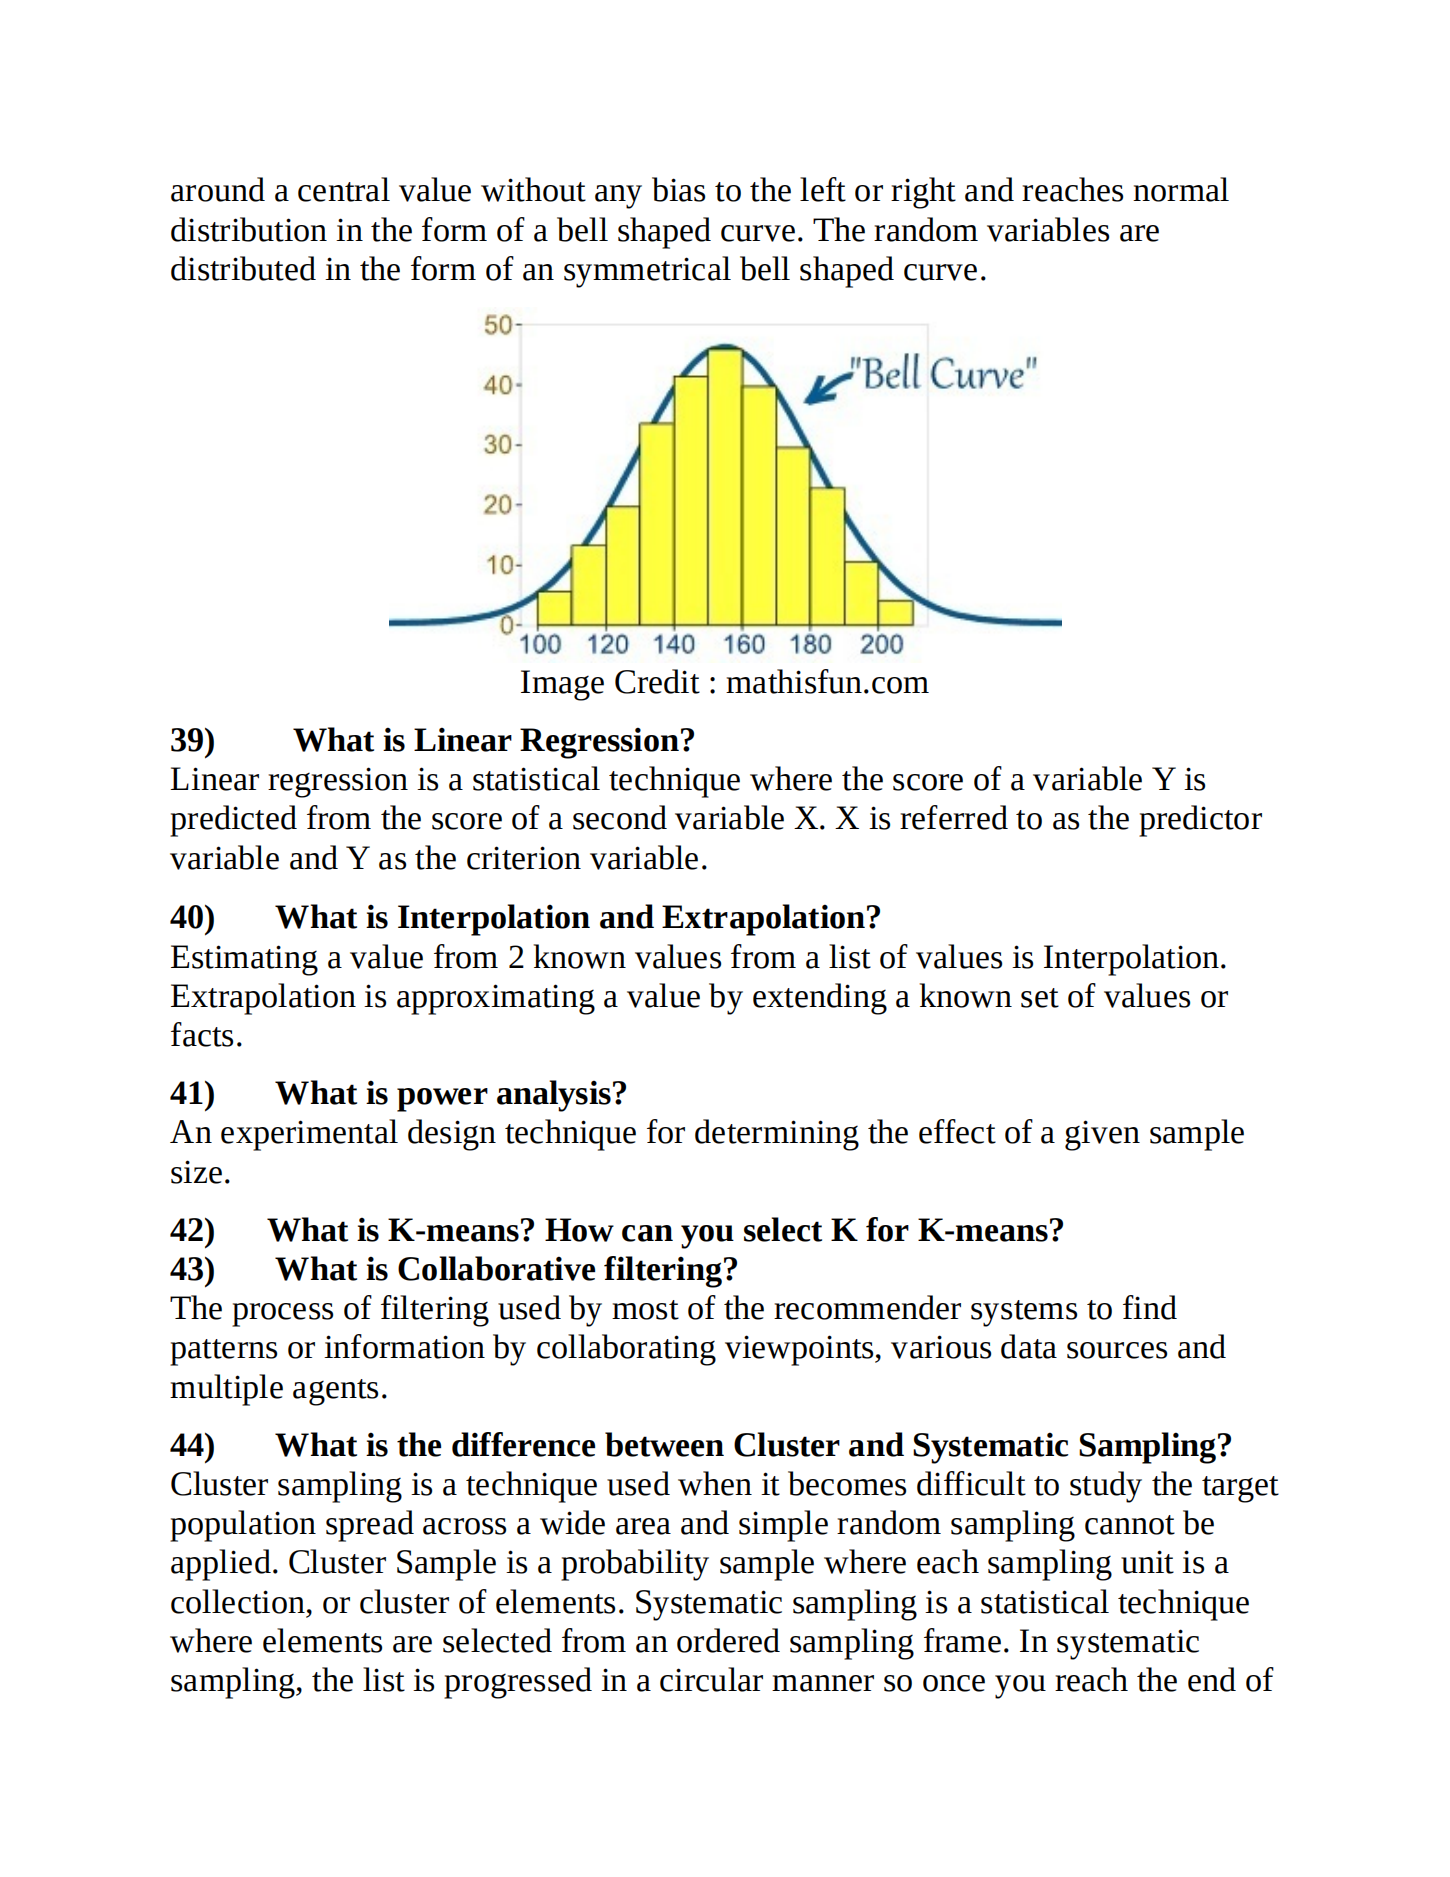 around a central value without any bias to the left or right and reaches normal
distribution in the form of a bell shaped curve. The random variables are
distributed in the form of an symmetrical bell shaped curve.
50
40
30
20
10
0
"Bell Curve"
100 120 140 160 180 200
Image Credit : mathisfun.com
39) What is Linear Regression?
Linear regression is a statistical technique where the score of a variable Y is
predicted from the score of a second variable X. X is referred to as the predictor
variable and Y as the criterion variable.
40) What is Interpolation and Extrapolation?
Estimating a value from 2 known values from a list of values is Interpolation.
Extrapolation is approximating a value by extending a known set of values or
facts.
41) What is power analysis?
An experimental design technique for determining the effect of a given sample
size.
42) What is K-means? How can you select K for K-means?
43) What is Collaborative filtering?
The process of filtering used by most of the recommender systems to find
patterns or information by collaborating viewpoints, various data sources and
multiple agents.
44) What is the difference between Cluster and Systematic Sampling?
Cluster sampling is a technique used when it becomes difficult to study the target
population spread across a wide area and simple random sampling cannot be
applied. Cluster Sample is a probability sample where each sampling unit is a
collection, or cluster of elements. Systematic sampling is a statistical technique
where elements are selected from an ordered sampling frame. In systematic
sampling, the list is progressed in a circular manner so once you reach the end of